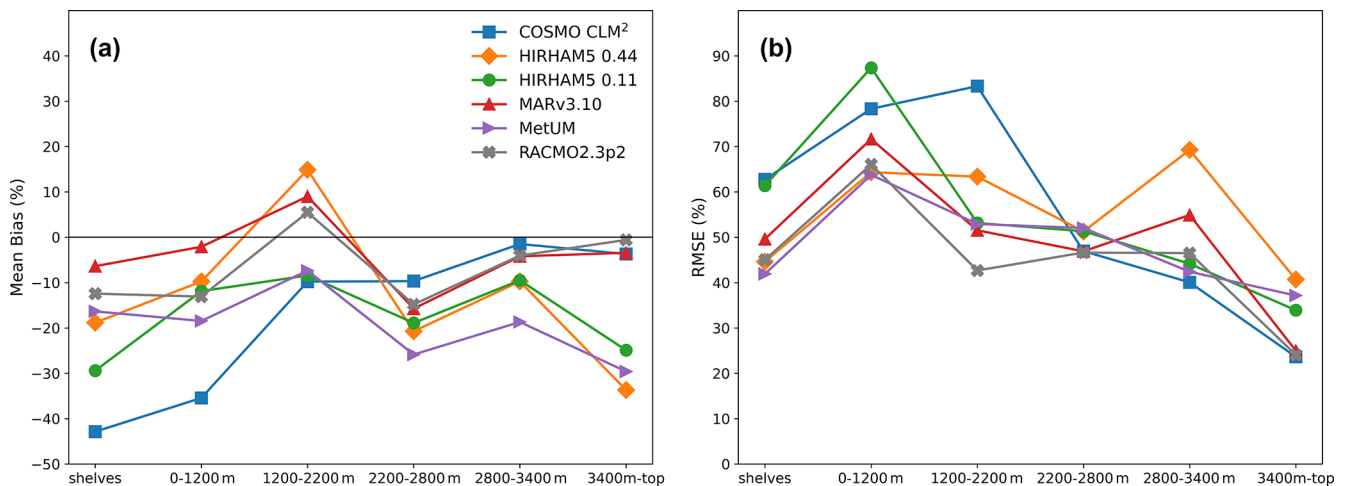 (a)
COSMO CLM²
HIRHAM5 0.44
HIRHAM5 0.11
MARv3.10
MetUM
RACMO2.3p2
Mean Bias (%)
40
30
20
10
0
−10
−20
−30
−40
−50
shelves 0-1200 m 1200-2200 m 2200-2800 m 2800-3400 m 3400m-top
(b)
RMSE (%)
90
80
70
60
50
40
30
20
10
0
shelves 0-1200 m 1200-2200 m 2200-2800 m 2800-3400 m 3400m-top